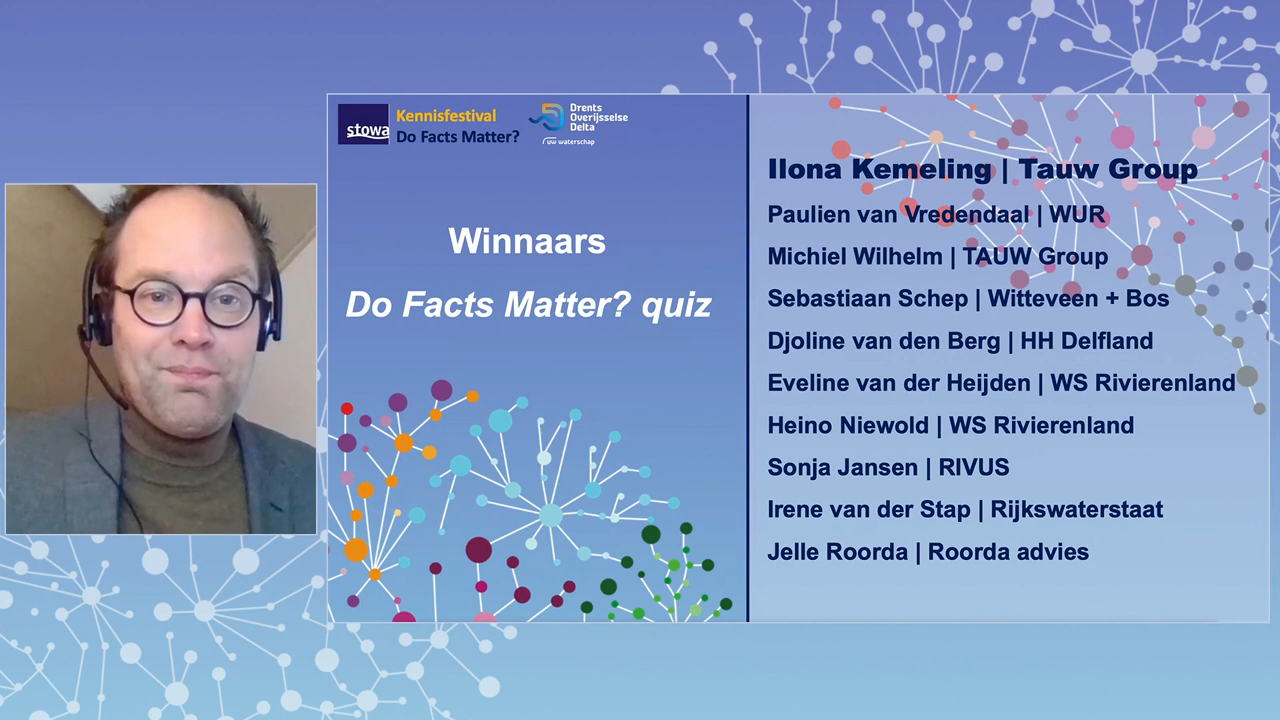 stowa
Kennisfestival
Do Facts Matter?
Drents
Overijsselse
Delta
uw waterschap
Winnaars
Do Facts Matter? quiz
Ilona Kemeling | Tauw Group
Paulien van Vredendaal | WUR
Michiel Wilhelm | TAUW Group
Sebastiaan Schep | Witteveen + Bos
Djoline van den Berg | HH Delfland
Eveline van der Heijden | WS Rivierenland
Heino Niewold | WS Rivierenland
Sonja Jansen | RIVUS
Irene van der Stap | Rijkswaterstaat
Jelle Roorda | Roorda advies